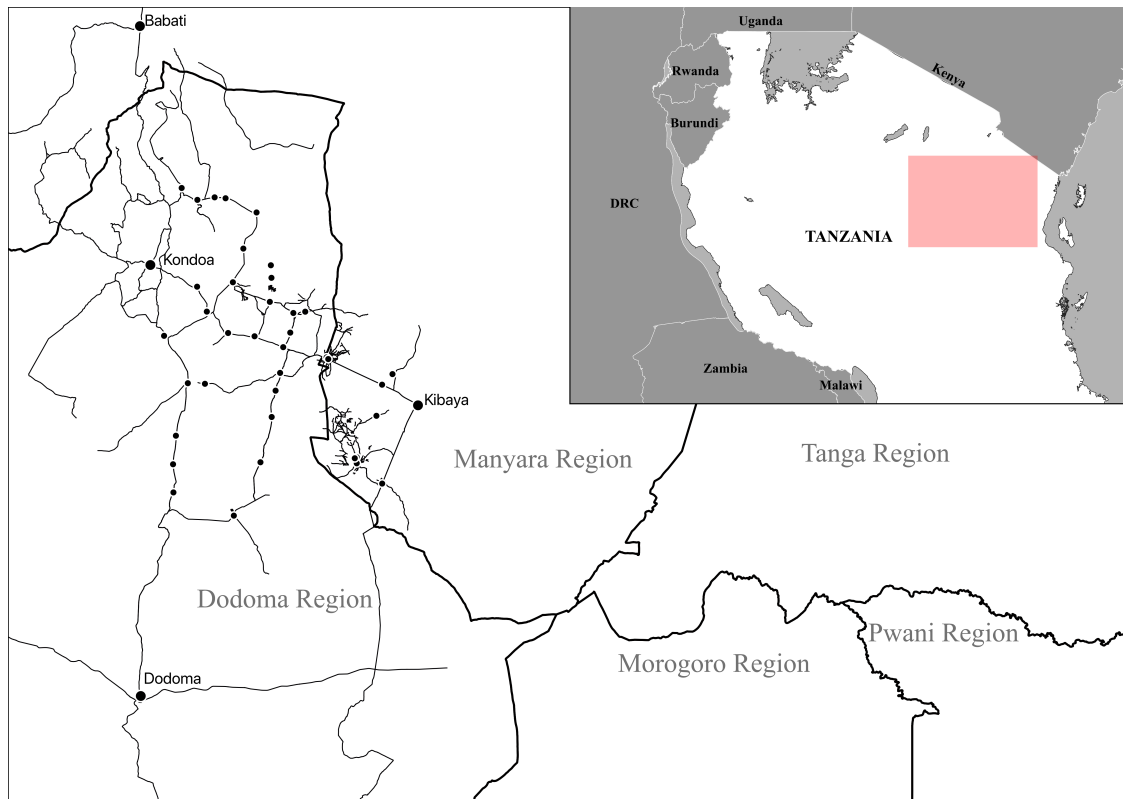 Babati
Uganda
Rwanda
Kenya
Burundi
DRC
TANZANIA
Kondoa
Zambia
Malawi
Kibaya
Manyara Region
Tanga Region
Dodoma Region
Pwani Region
Morogoro Region
Dodoma